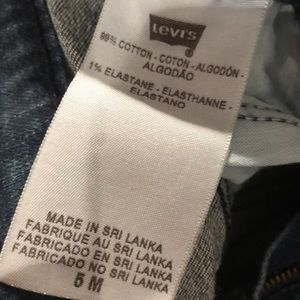 Levi's
99% COTTON - COTON - ALGODÓN -
ALGODÃO
1% ELASTANE - ELASTHANNE -
ELASTANO
MADE IN SRI LANKA
FABRIQUE AU SRI LANKA
FABRICADO EN SRI LANKA
FABRICADO NO SRI LANKA
5 M